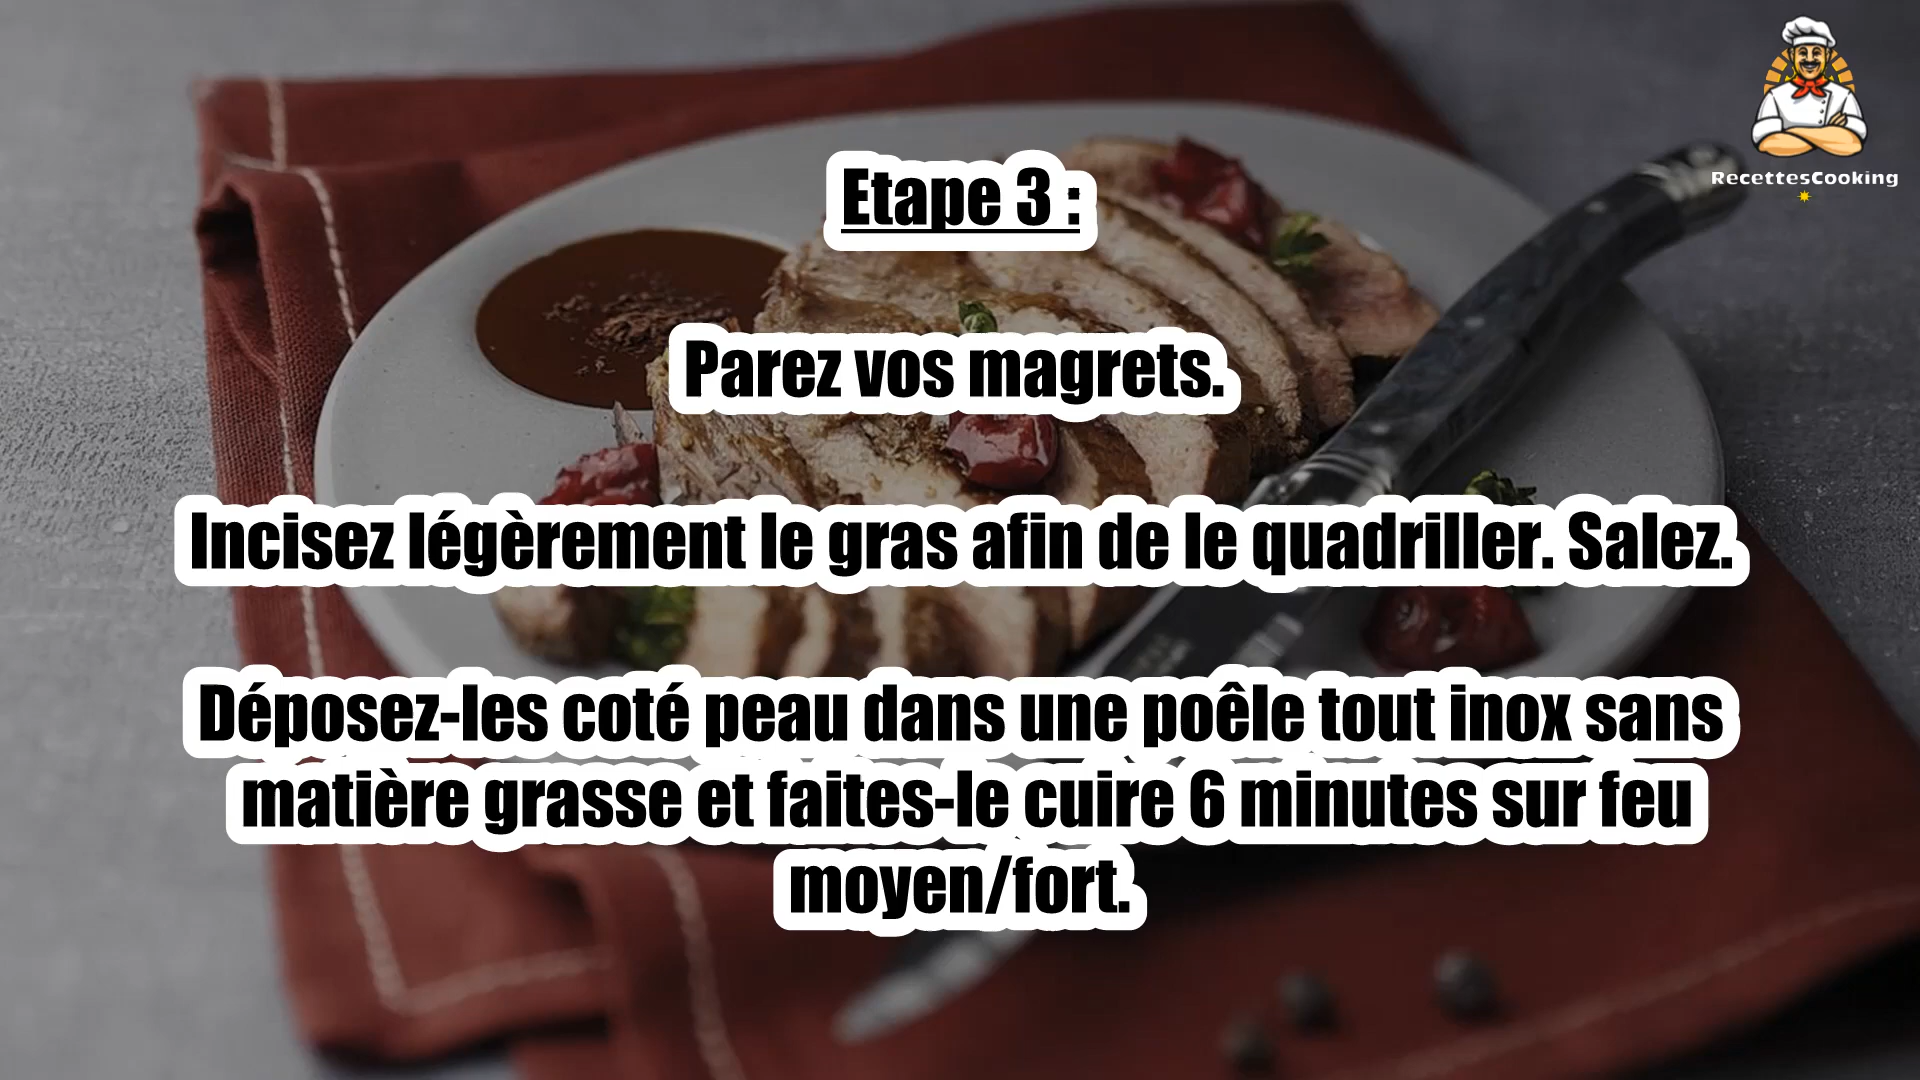 RecettesCooking
Etape 3 :
Parez vos magrets.
Incisez légèrement le gras afin de le quadriller. Salez.
Déposez-les coté peau dans une poêle tout inox sans
matière grasse et faites-le cuire 6 minutes sur feu
moyen/fort.